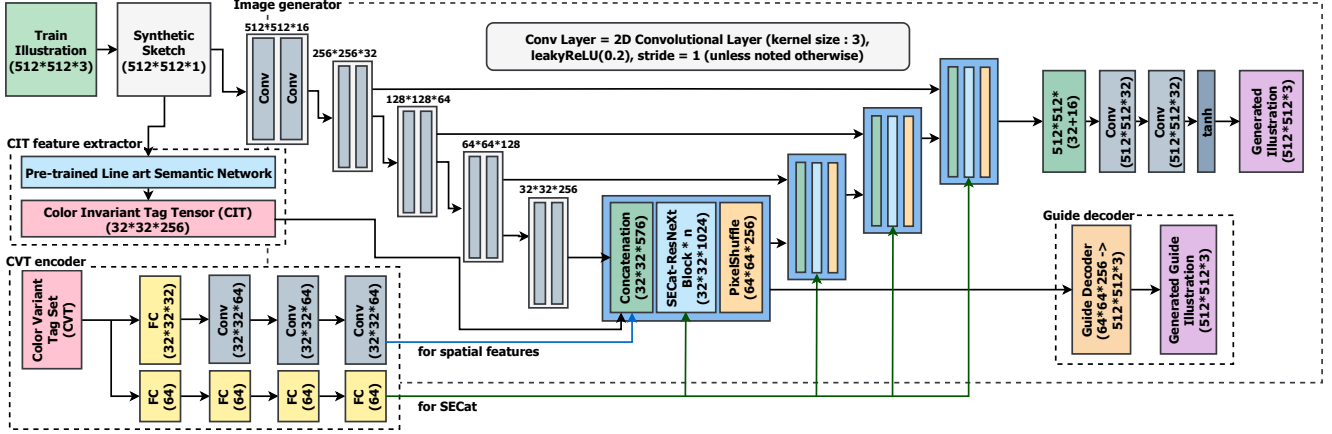 Image generator
Train
Illustration
(512*512*3)
Synthetic
Sketch
(512*512*1)
512*512*16
Conv
Conv
256*256*32
128*128*64
64*64*128
32*32*256
Conv Layer = 2D Convolutional Layer (kernel size : 3),
leakyReLU(0.2), stride = 1 (unless noted otherwise)
512*512*
(32+16)
Conv
(512*512*32)
Conv
(512*512*32)
tanh
Generated
Illustration
(512*512*3)
CIT feature extractor
Pre-trained Line art Semantic Network
Color Invariant Tag Tensor (CIT)
(32*32*256)
Concatenation
(32*32*576)
SECat-ResNeXt
Block * n
(32*32*1024)
PixelShuffle
(64*64*256)
Guide decoder
Guide Decoder
(64*64*256 ->
512*512*3)
Generated Guide
Illustration
(512*512*3)
CVT encoder
Color Variant
Tag Set
(CVT)
FC
(32*32*32)
Conv
(32*32*64)
Conv
(32*32*64)
Conv
(32*32*64)
for spatial features
FC
(64)
FC
(64)
FC
(64)
FC
(64)
for SECat